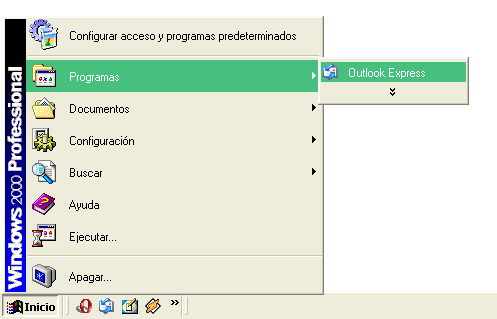 Configurar acceso y programas predeterminados
Programas
Outlook Express
Documentos
Configuración
Buscar
Ayuda
Ejecutar...
Apagar...
Windows 2000 Professional
Inicio